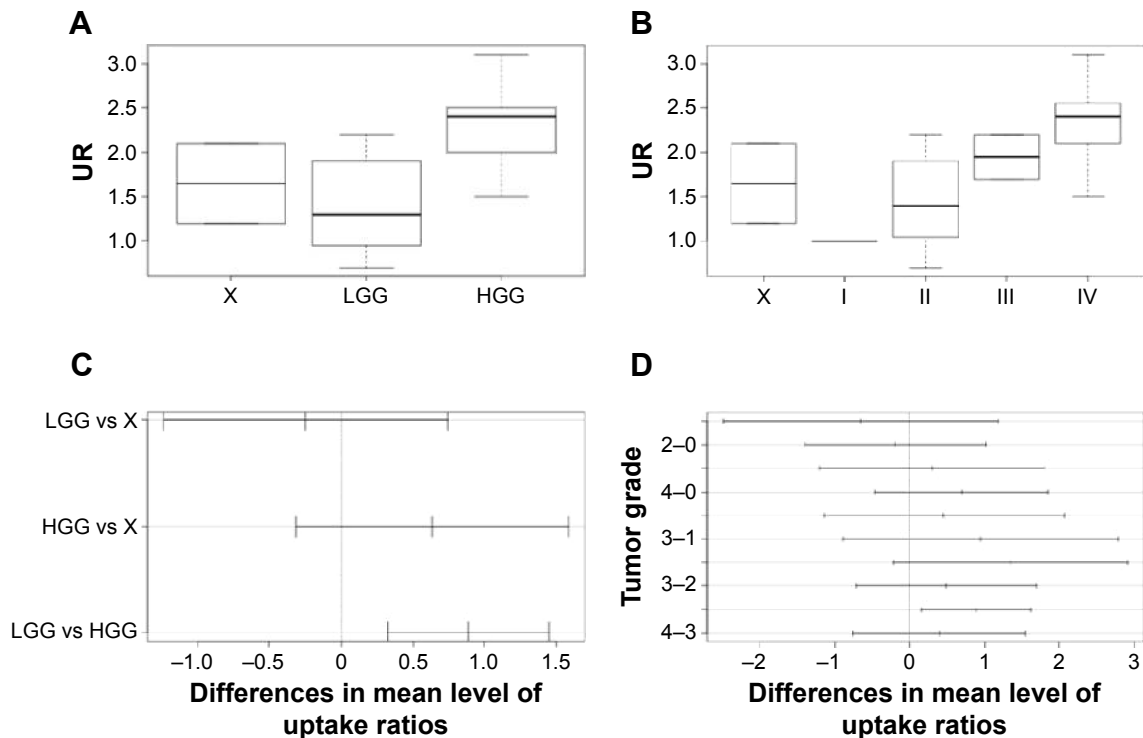 A
UR
3.0
2.5
2.0
1.5
1.0
X LGG HGG
B
UR
3.0
2.5
2.0
1.5
1.0
X I II III IV
C
LGG vs X
HGG vs X
LGG vs HGG
–1.0 –0.5 0 0.5 1.0 1.5
Differences in mean level of
uptake ratios
D
Tumor grade
2–0
4–0
3–1
3–2
4–3
–2 –1 0 1 2 3
Differences in mean level of
uptake ratios